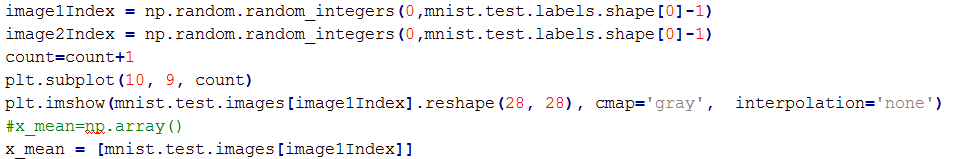 image1Index = np.random.random_integers(0,mnist.test.labels.shape[0]-1)
image2Index = np.random.random_integers(0,mnist.test.labels.shape[0]-1)
count=count+1
plt.subplot(10, 9, count)
plt.imshow(mnist.test.images[image1Index].reshape(28, 28), cmap='gray',  interpolation='none')
#x_mean=np.array()
x_mean = [mnist.test.images[image1Index]]